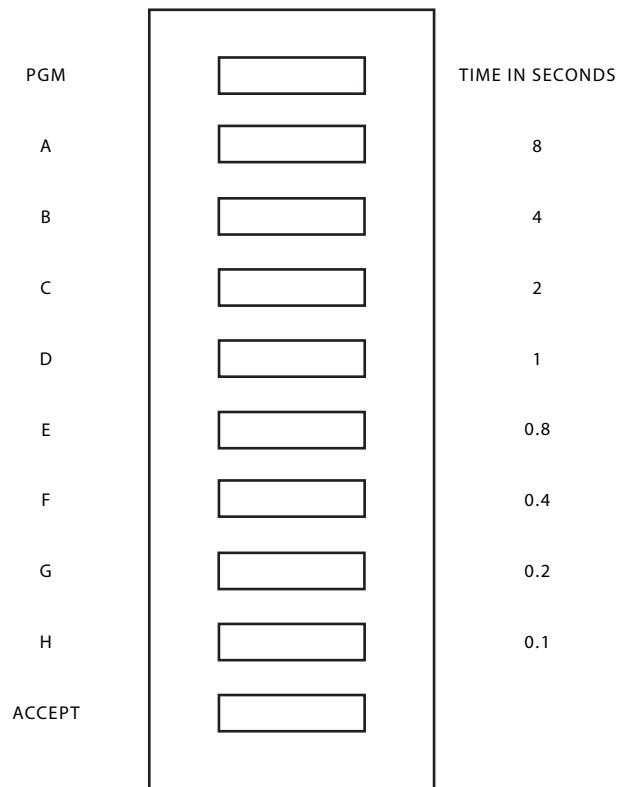 PGM TIME IN SECONDS
A 8
B 4
C 2
D 1
E 0.8
F 0.4
G 0.2
H 0.1
ACCEPT